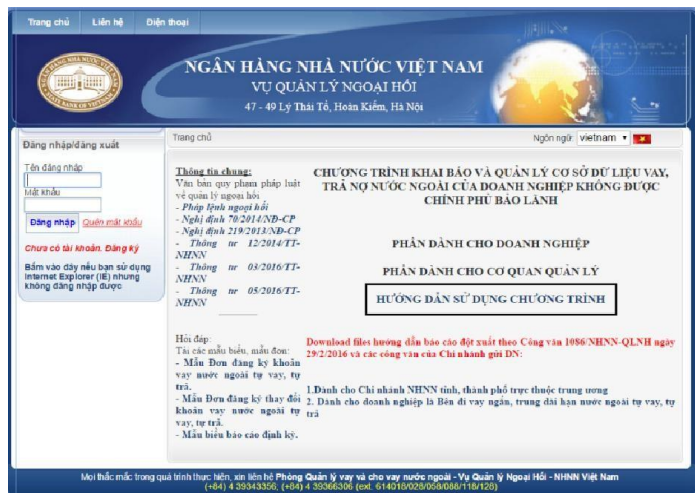 Trang chủ Liên hệ Điện thoại
NGÂN HÀNG NHÀ NƯỚC VIỆT NAM
VỤ QUẢN LÝ NGOẠI HỐI
47 - 49 Lý Thái Tổ, Hoàn Kiếm, Hà Nội
Đăng nhập/đăng xuất
Tên đăng nhập
Mật khẩu
Đăng nhập Quên mật khẩu
Chưa có tài khoản. Đăng ký
Bấm vào đây nếu bạn sử dụng
Internet Explorer (IE) nhưng
không đăng nhập được
Trang chủ
Ngôn ngữ: vietnam
Thông tin chung:
Văn bản quy phạm pháp luật
về quản lý ngoại hối
- Pháp lệnh ngoại hối
- Nghị định 70/2014/NĐ-CP
- Nghị định 219/2013/NĐ-CP
- Thông tư 12/2014/TT-
NHNN
- Thông tư 03/2016/TT-
NHNN
- Thông tư 05/2016/TT-
NHNN
Hỏi đáp:
Tải các mẫu biểu, mẫu đơn:
- Mẫu Đơn đăng ký khoản
vay nước ngoài tự vay, tự
trả.
- Mẫu Đơn đăng ký thay đổi
khoản vay nước ngoài tự
vay, tự trả.
- Mẫu biểu báo cáo định kỳ.
CHƯƠNG TRÌNH KHAI BÁO VÀ QUẢN LÝ CƠ SỞ DỮ LIỆU VAY,
TRẢ NỢ NƯỚC NGOÀI CỦA DOANH NGHIỆP KHÔNG ĐƯỢC
CHÍNH PHỦ BẢO LÃNH
PHẦN DÀNH CHO DOANH NGHIỆP
PHẦN DÀNH CHO CƠ QUAN QUẢN LÝ
HƯỚNG DẪN SỬ DỤNG CHƯƠNG TRÌNH
Download files hướng dẫn báo cáo đột xuất theo Công văn 1086/NHNN-QLNH ngày
29/2/2016 và các công văn của Chi nhánh gửi DN:
1.Dành cho Chi nhánh NHNN tỉnh, thành phố trực thuộc trung ương
2. Dành cho doanh nghiệp là Bên đi vay ngắn, trung dài hạn nước ngoài tự vay, tự
trả
Mọi thắc mắc trong quá trình thực hiện, xin liên hệ Phòng Quản lý vay và cho vay nước ngoài - Vụ Quản lý Ngoại Hối - NHNN Việt Nam
(+84) 4 39343356, (+84) 4 39366306 (ext. 614018/028/058/088/118/128)